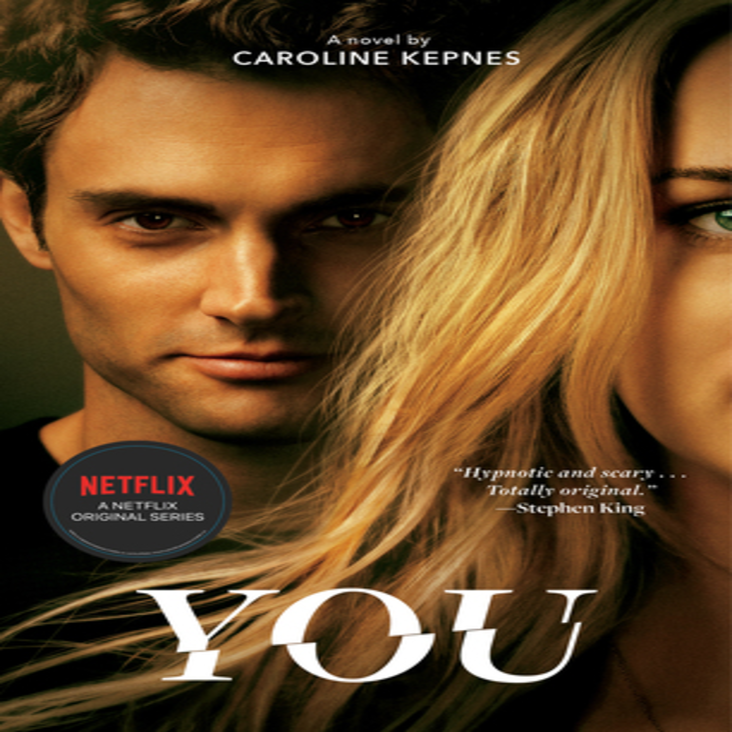 A novel by
CAROLINE KEPNES
NETFLIX
A NETFLIX
ORIGINAL SERIES
“Hypnotic and scary . . .
Totally original.”
—Stephen King
YOU